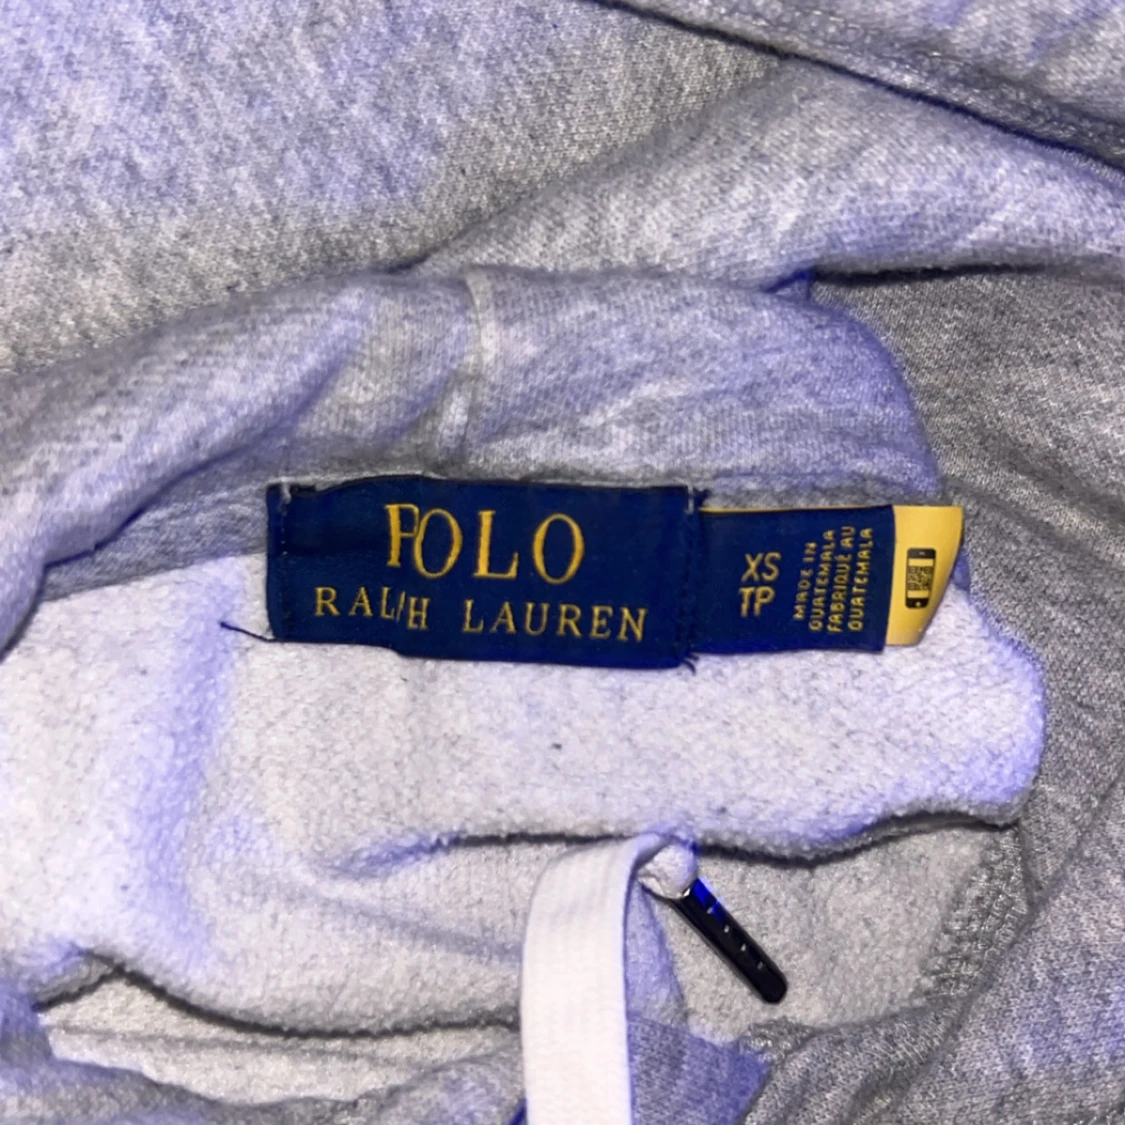 POLO
RALPH LAUREN
XS
TP
MADE IN
GUATEMALA
FABRIQUÉ AU
GUATEMALA